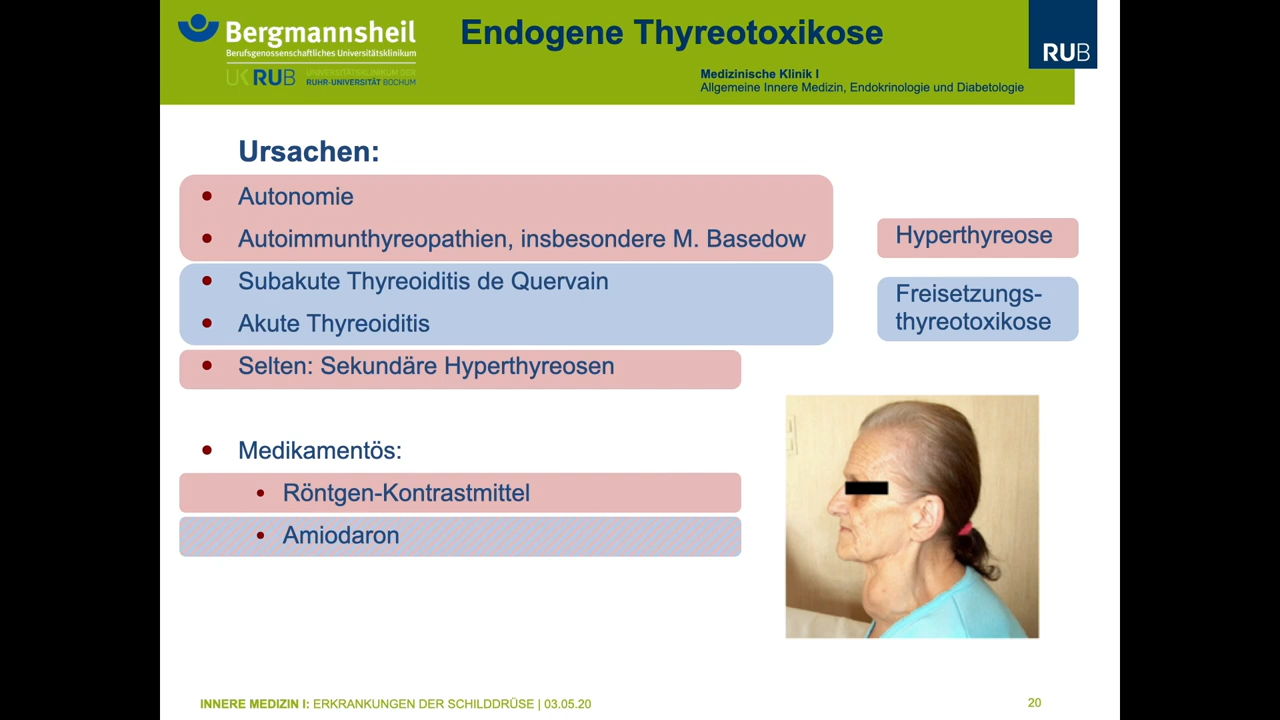 Bergmannsheil
Berufsgenossenschaftliches Universitätsklinikum
UK RUB UNIVERSITÄTSKLINIKUM DER
RUHR-UNIVERSITÄT BOCHUM
Endogene Thyreotoxikose
Medizinische Klinik I
Allgemeine Innere Medizin, Endokrinologie und Diabetologie
RUB
Ursachen:
• Autonomie
• Autoimmunthyreopathien, insbesondere M. Basedow
• Subakute Thyreoiditis de Quervain
• Akute Thyreoiditis
• Selten: Sekundäre Hyperthyreosen
Hyperthyreose
Freisetzungs-
thyreotoxikose
• Medikamentös:
• Röntgen-Kontrastmittel
• Amiodaron
INNERE MEDIZIN I: ERKRANKUNGEN DER SCHILDDRÜSE | 03.05.20
20